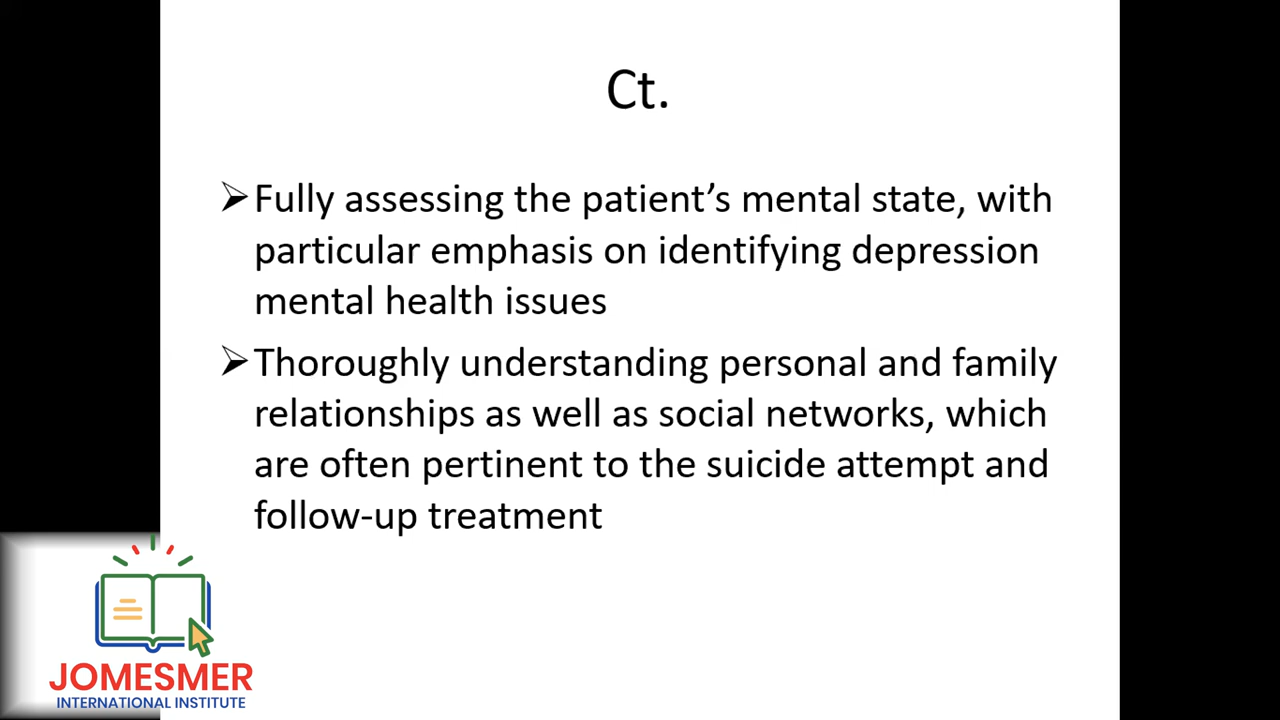 Ct.
Fully assessing the patient’s mental state, with
particular emphasis on identifying depression
mental health issues
Thoroughly understanding personal and family
relationships as well as social networks, which
are often pertinent to the suicide attempt and
follow-up treatment
JOMESMER
INTERNATIONAL INSTITUTE